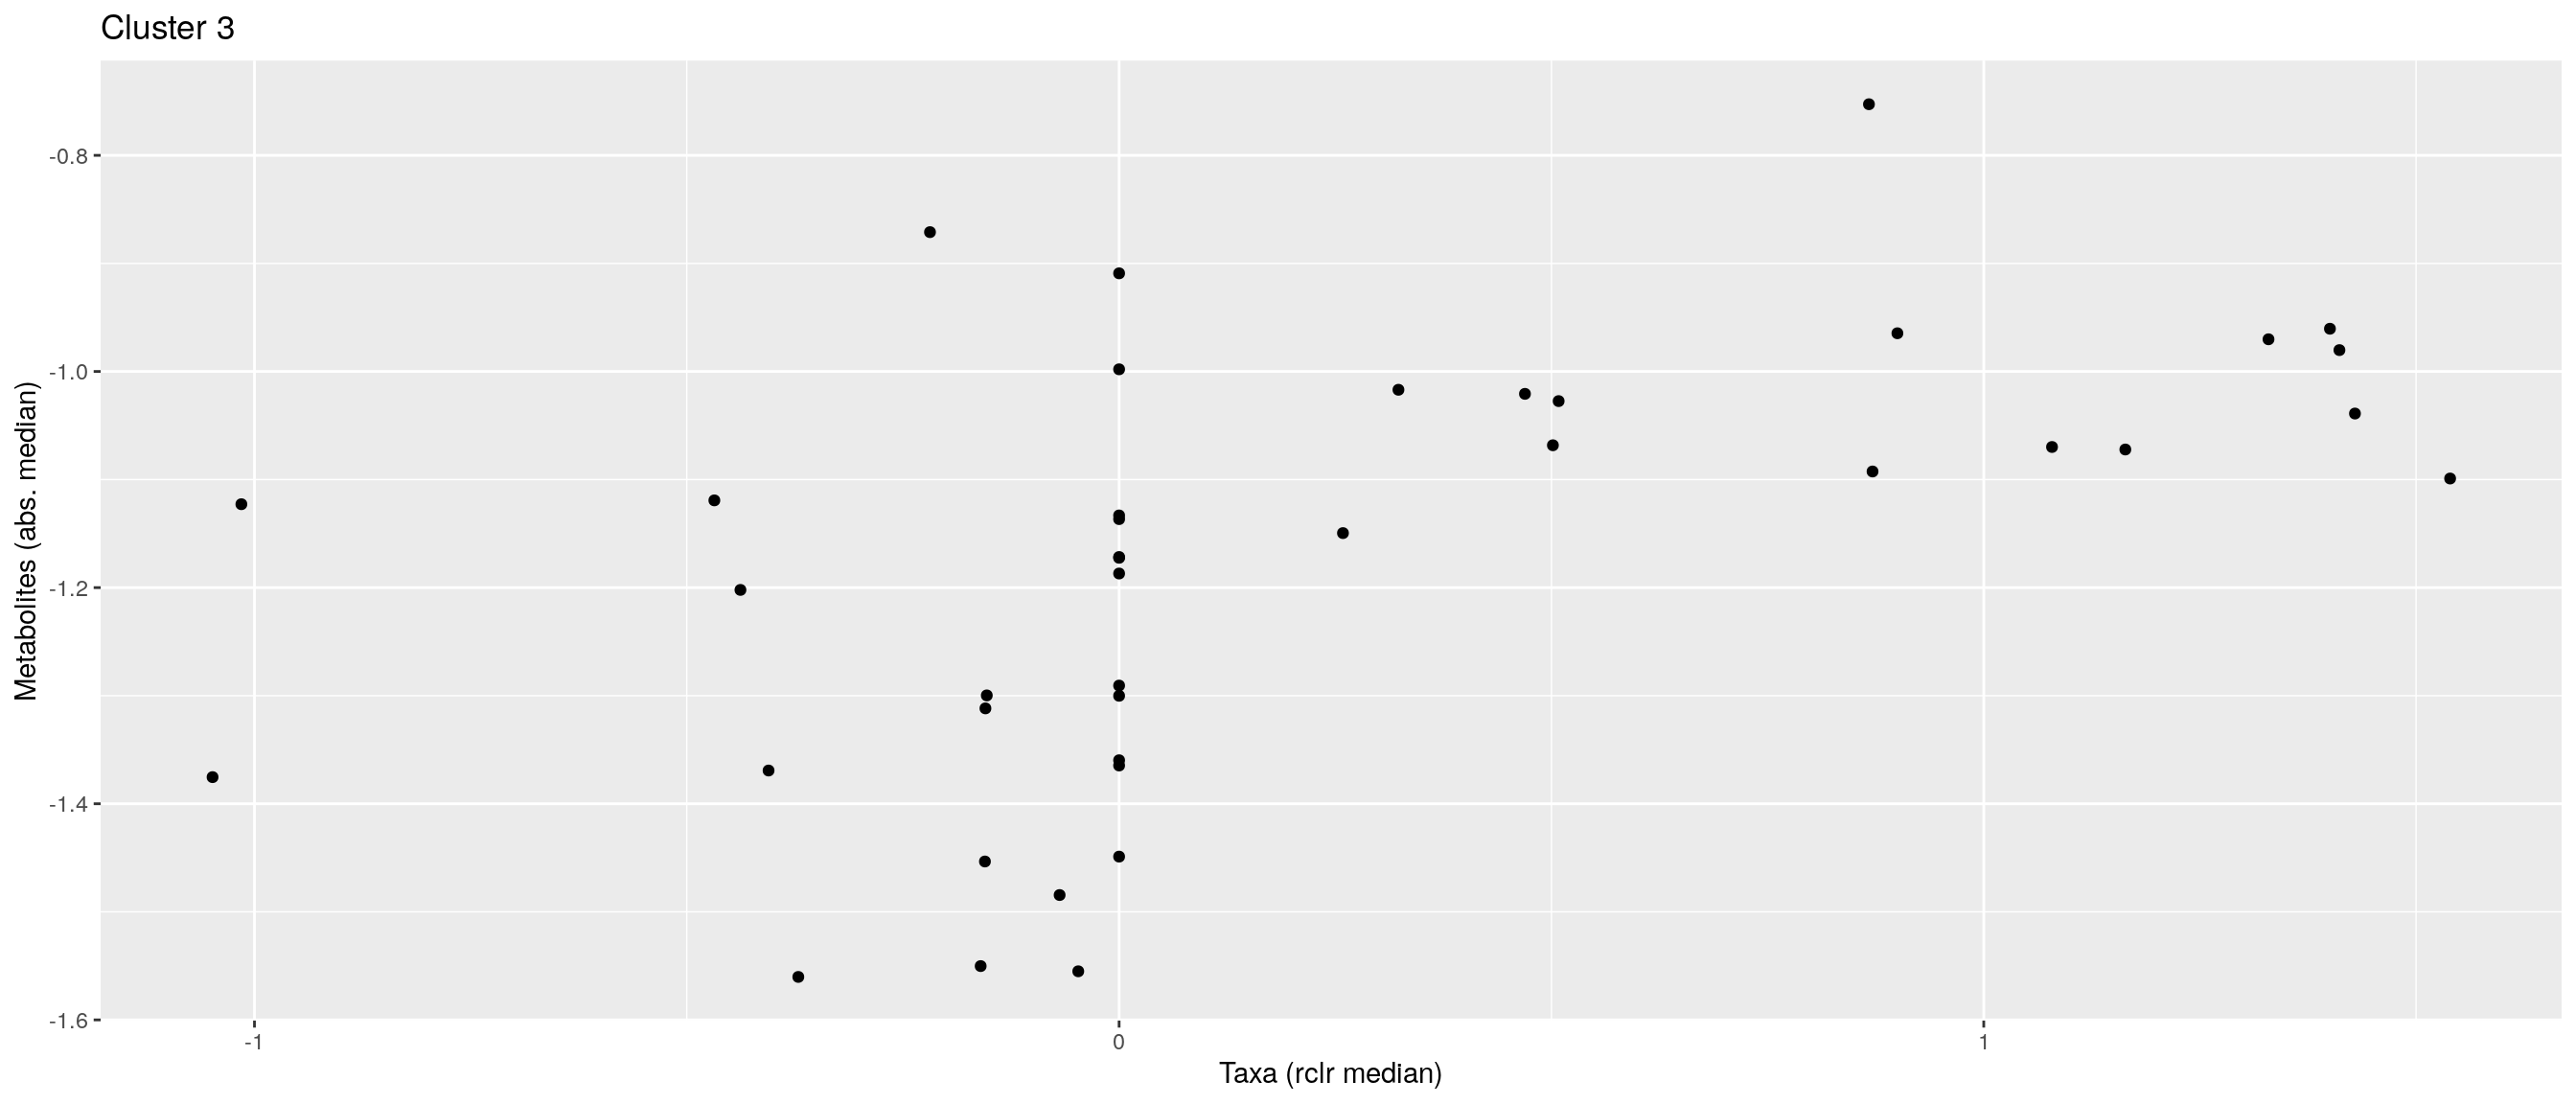 Cluster 3
Metabolites (abs. median)
-0.8
-1.0
-1.2
-1.4
-1.6
-1
0
1
Taxa (rclr median)